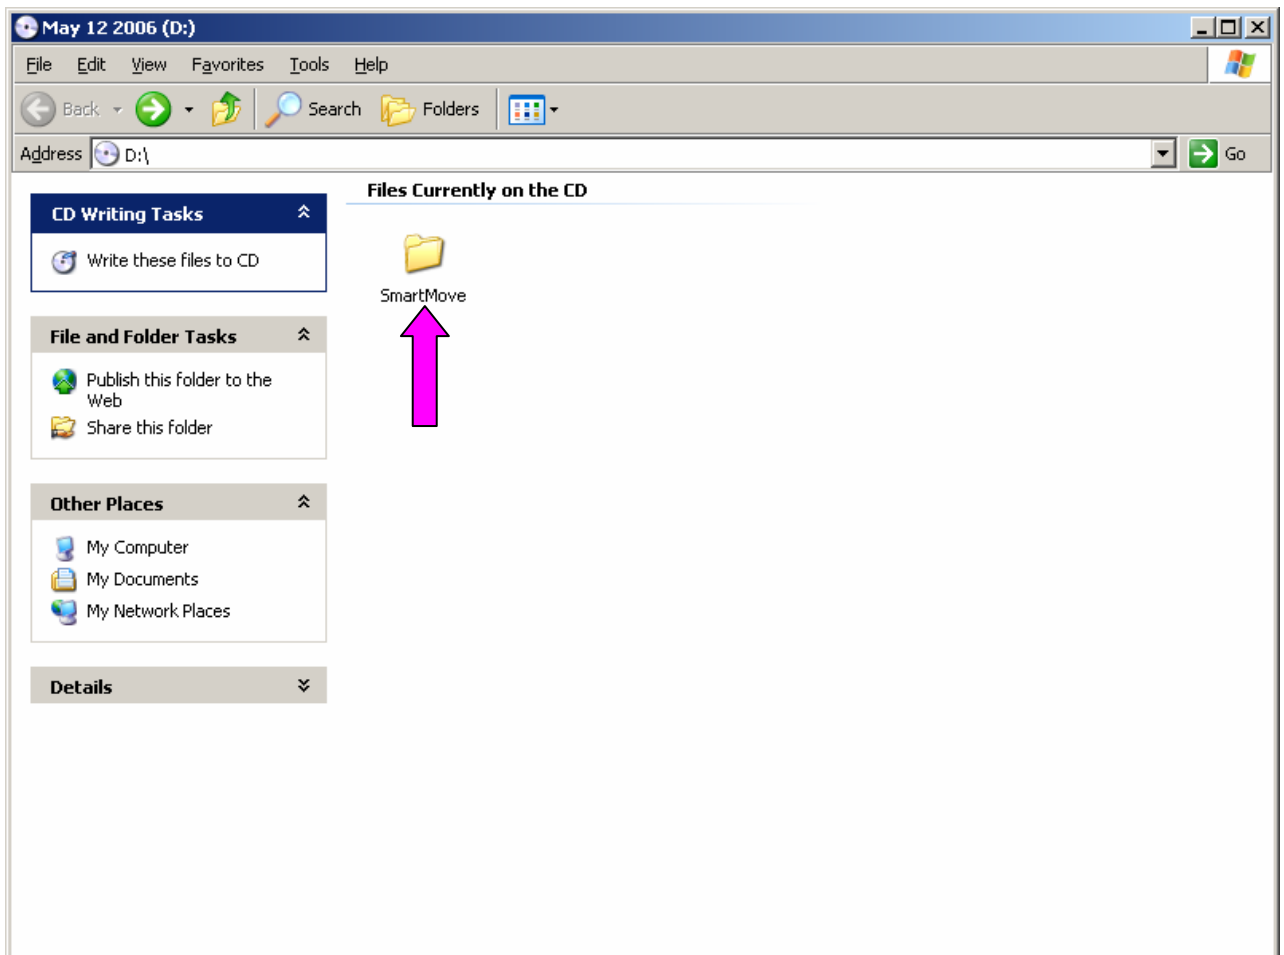 May 12 2006 (D:)
File Edit View Favorites Tools Help
Back Search Folders
Address D:\ Go
Files Currently on the CD
CD Writing Tasks
Write these files to CD
SmartMove
File and Folder Tasks
Publish this folder to the
Web
Share this folder
Other Places
My Computer
My Documents
My Network Places
Details